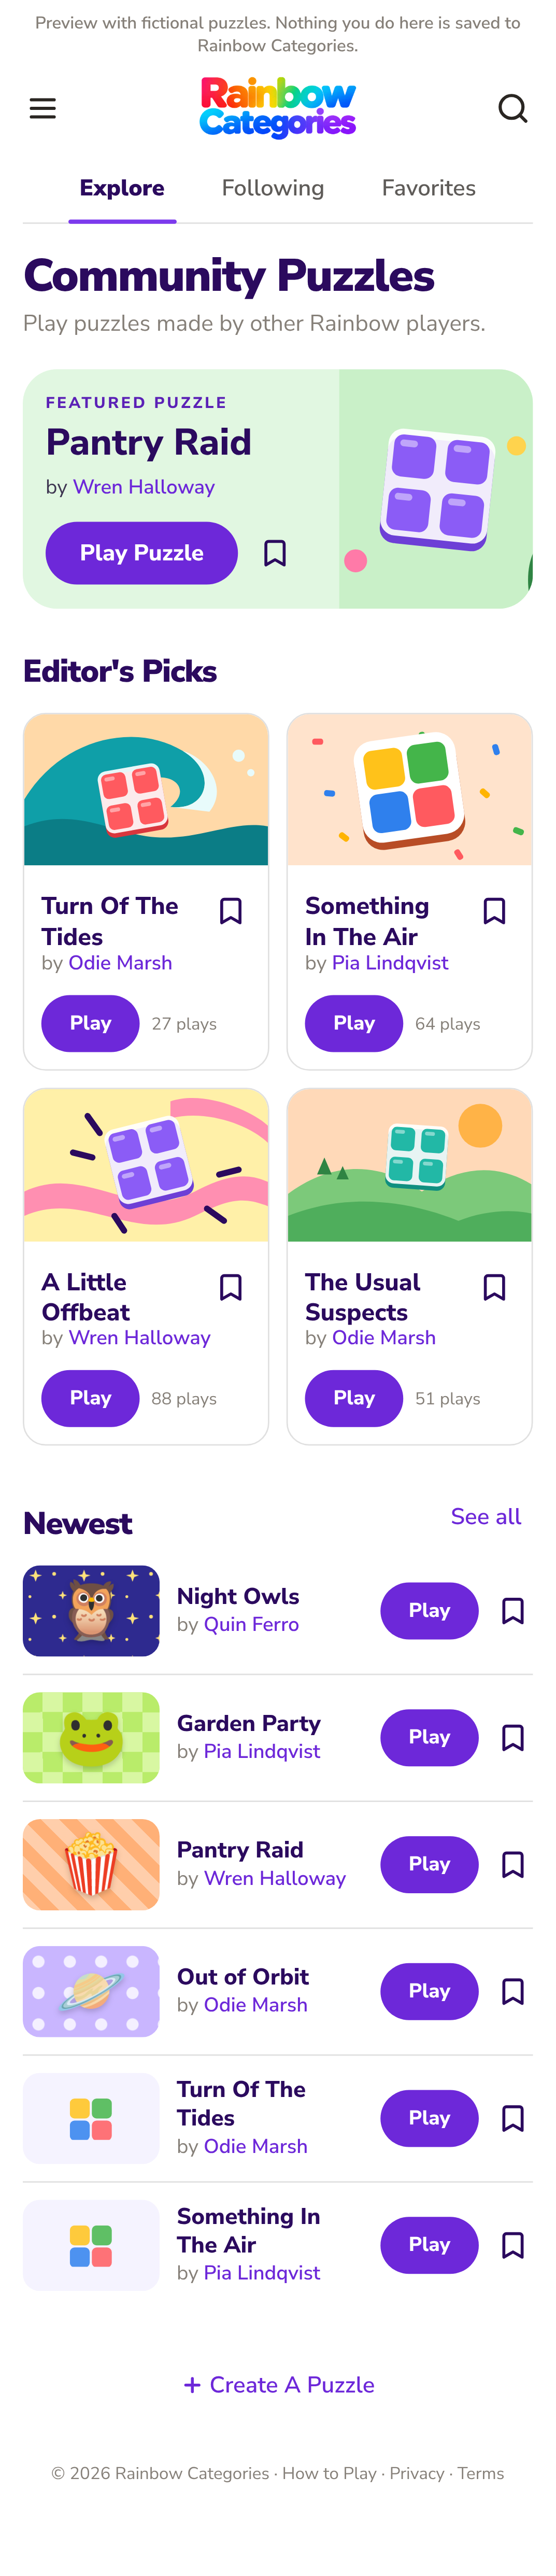 Preview with fictional puzzles. Nothing you do here is saved to
Rainbow Categories.
Rainbow
Categories
Explore
Following
Favorites
Community Puzzles
Play puzzles made by other Rainbow players.
FEATURED PUZZLE
Pantry Raid
by Wren Halloway
Play Puzzle
Editor's Picks
Turn Of The
Tides
by Odie Marsh
Play
27 plays
Something
In The Air
by Pia Lindqvist
Play
64 plays
A Little
Offbeat
by Wren Halloway
Play
88 plays
The Usual
Suspects
by Odie Marsh
Play
51 plays
Newest
See all
Night Owls
by Quin Ferro
Play
Garden Party
by Pia Lindqvist
Play
Pantry Raid
by Wren Halloway
Play
Out of Orbit
by Odie Marsh
Play
Turn Of The
Tides
by Odie Marsh
Play
Something In
The Air
by Pia Lindqvist
Play
+ Create A Puzzle
© 2026 Rainbow Categories · How to Play · Privacy · Terms